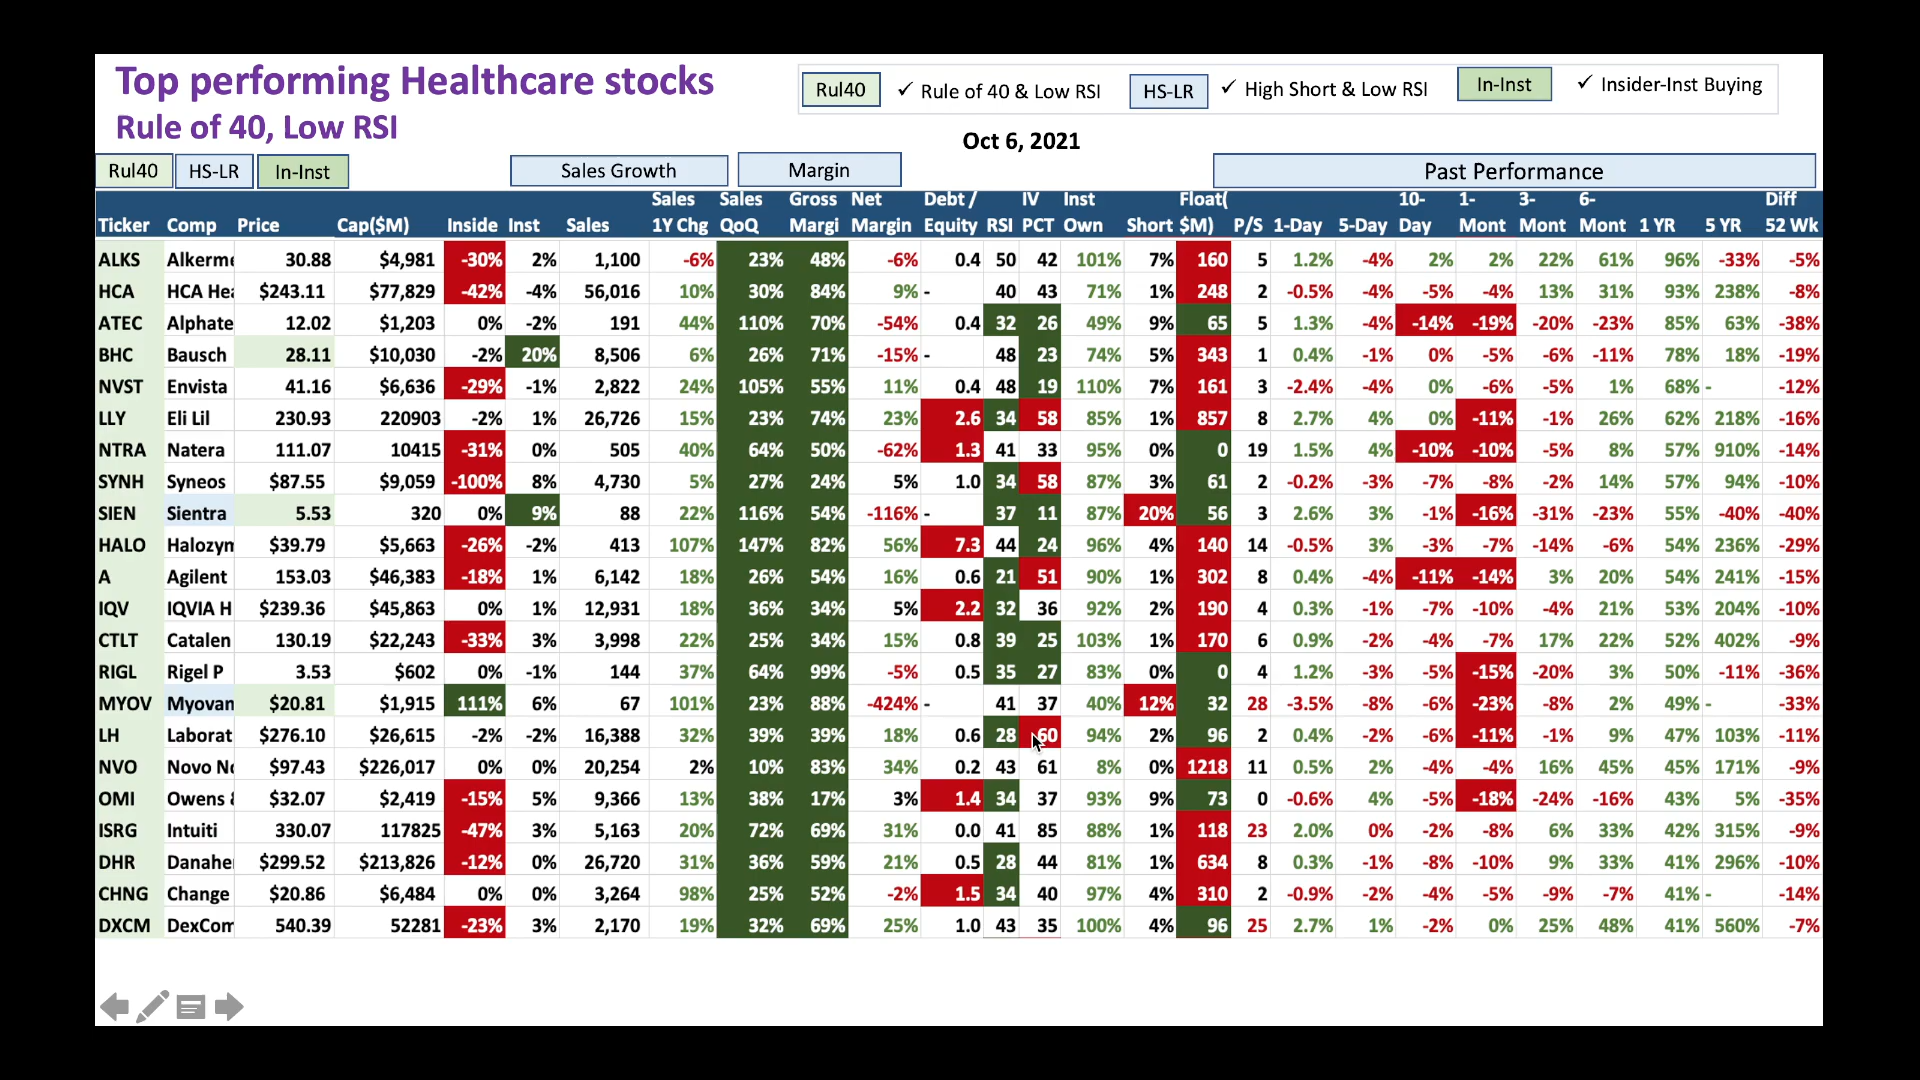 Top performing Healthcare stocks
Rule of 40, Low RSI
Rul40 ✓ Rule of 40 & Low RSI HS-LR ✓ High Short & Low RSI In-Inst ✓ Insider-Inst Buying
Oct 6, 2021
Rul40 HS-LR In-Inst Sales Growth Margin Past Performance
Sales Sales Gross Net Debt / IV Inst Float( 10- 1- 3- 6- Diff
Ticker Comp Price Cap($M) Inside Inst Sales 1Y Chg QoQ Margi Margin Equity RSI PCT Own Short $M) P/S 1-Day 5-Day Day Mont Mont Mont 1 YR 5 YR 52 Wk
ALKS Alkerme 30.88 $4,981 -30% 2% 1,100 -6% 23% 48% -6% 0.4 50 42 101% 7% 160 5 1.2% -4% 2% 2% 22% 61% 96% -33% -5%
HCA HCA Hea $243.11 $77,829 -42% -4% 56,016 10% 30% 84% 9% - 40 43 71% 1% 248 2 -0.5% -4% -5% -4% 13% 31% 93% 238% -8%
ATEC Alphate 12.02 $1,203 0% -2% 191 44% 110% 70% -54% 0.4 32 26 49% 9% 65 5 1.3% -4% -14% -19% -20% -23% 85% 63% -38%
BHC Bausch 28.11 $10,030 -2% 20% 8,506 6% 26% 71% -15% - 48 23 74% 5% 343 1 0.4% -1% 0% -5% -6% -11% 78% 18% -19%
NVST Envista 41.16 $6,636 -29% -1% 2,822 24% 105% 55% 11% 0.4 48 19 110% 7% 161 3 -2.4% -4% 0% -6% -5% 1% 68% - -12%
LLY Eli Lil 230.93 220903 -2% 1% 26,726 15% 23% 74% 23% 2.6 34 58 85% 1% 857 8 2.7% 4% 0% -11% -1% 26% 62% 218% -16%
NTRA Natera 111.07 10415 -31% 0% 505 40% 64% 50% -62% 1.3 41 33 95% 0% 0 19 1.5% 4% -10% -10% -5% 8% 57% 910% -14%
SYNH Syneos $87.55 $9,059 -100% 8% 4,730 5% 27% 24% 5% 1.0 34 58 87% 3% 61 2 -0.2% -3% -7% -8% -2% 14% 57% 94% -10%
SIEN Sientra 5.53 320 0% 9% 88 22% 116% 54% -116% - 37 11 87% 20% 56 3 2.6% 3% -1% -16% -31% -23% 55% -40% -40%
HALO Halozym $39.79 $5,663 -26% -2% 413 107% 147% 82% 56% 7.3 44 24 96% 4% 140 14 -0.5% 3% -3% -7% -14% -6% 54% 236% -29%
A Agilent 153.03 $46,383 -18% 1% 6,142 18% 26% 54% 16% 0.6 21 51 90% 1% 302 8 0.4% -4% -11% -14% 3% 20% 54% 241% -15%
IQV IQVIA H $239.36 $45,863 0% 1% 12,931 18% 36% 34% 5% 2.2 32 36 92% 2% 190 4 0.3% -1% -7% -10% -4% 21% 53% 204% -10%
CTLT Catalen 130.19 $22,243 -33% 3% 3,998 22% 25% 34% 15% 0.8 39 25 103% 1% 170 6 0.9% -2% -4% -7% 17% 22% 52% 402% -9%
RIGL Rigel P 3.53 $602 0% -1% 144 37% 64% 99% -5% 0.5 35 27 83% 0% 0 4 1.2% -3% -5% -15% -20% 3% 50% -11% -36%
MYOV Myovan $20.81 $1,915 111% 6% 67 101% 23% 88% -424% - 41 37 40% 12% 32 28 -3.5% -8% -6% -23% -8% 2% 49% - -33%
LH Laborat $276.10 $26,615 -2% -2% 16,388 32% 39% 39% 18% 0.6 28 60 94% 2% 96 2 0.4% -2% -6% -11% -1% 9% 47% 103% -11%
NVO Novo No $97.43 $226,017 0% 0% 20,254 2% 10% 83% 34% 0.2 43 61 8% 0% 1218 11 0.5% 2% -4% -4% 16% 45% 45% 171% -9%
OMI Owens & $32.07 $2,419 -15% 5% 9,366 13% 38% 17% 3% 1.4 34 37 93% 9% 73 0 -0.6% 4% -5% -18% -24% -16% 43% 5% -35%
ISRG Intuiti 330.07 117825 -47% 3% 5,163 20% 72% 69% 31% 0.0 41 85 88% 1% 118 23 2.0% 0% -2% -8% 6% 33% 42% 315% -9%
DHR Danahe $299.52 $213,826 -12% 0% 26,720 31% 36% 59% 21% 0.5 28 44 81% 1% 634 8 0.3% -1% -8% -10% 9% 33% 41% 296% -10%
CHNG Change $20.86 $6,484 0% 0% 3,264 98% 25% 52% -2% 1.5 34 40 97% 4% 310 2 -0.9% -2% -4% -5% -9% -7% 41% - -14%
DXCM DexCom 540.39 52281 -23% 3% 2,170 19% 32% 69% 25% 1.0 43 35 100% 4% 96 25 2.7% 1% -2% 0% 25% 48% 41% 560% -7%